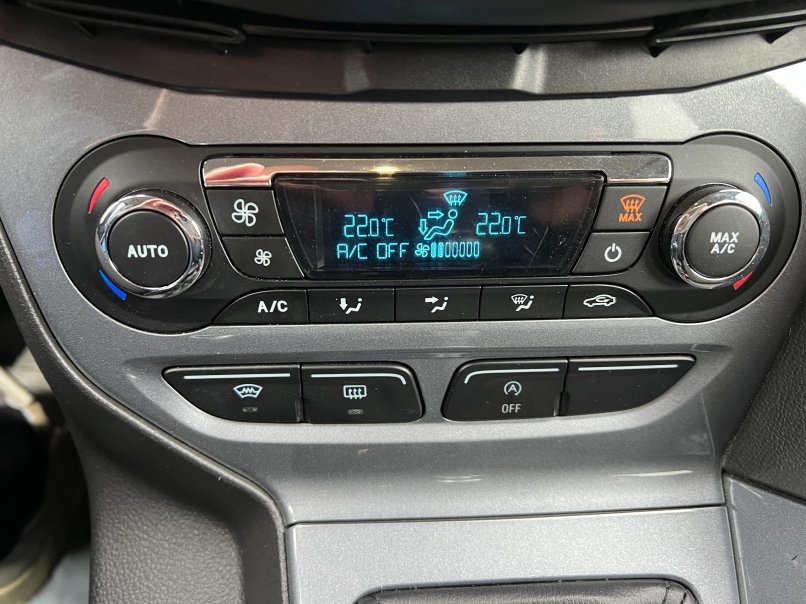 AUTO
22.0°C 22.0°C
A/C OFF
MAX
MAX
A/C
A/C
A
OFF